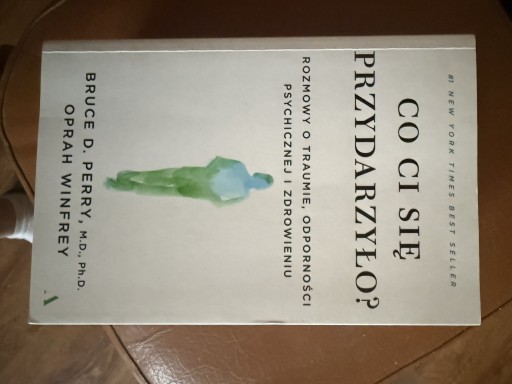 #1 NEW YORK TIMES BEST SELLER
CO CI SIĘ
PRZYDARZYŁO?
ROZMOWY O TRAUMIE, ODPORNOŚCI
PSYCHICZNEJ I ZDROWIENIU
BRUCE D. PERRY, M.D., Ph.D.
OPRAH WINFREY
A